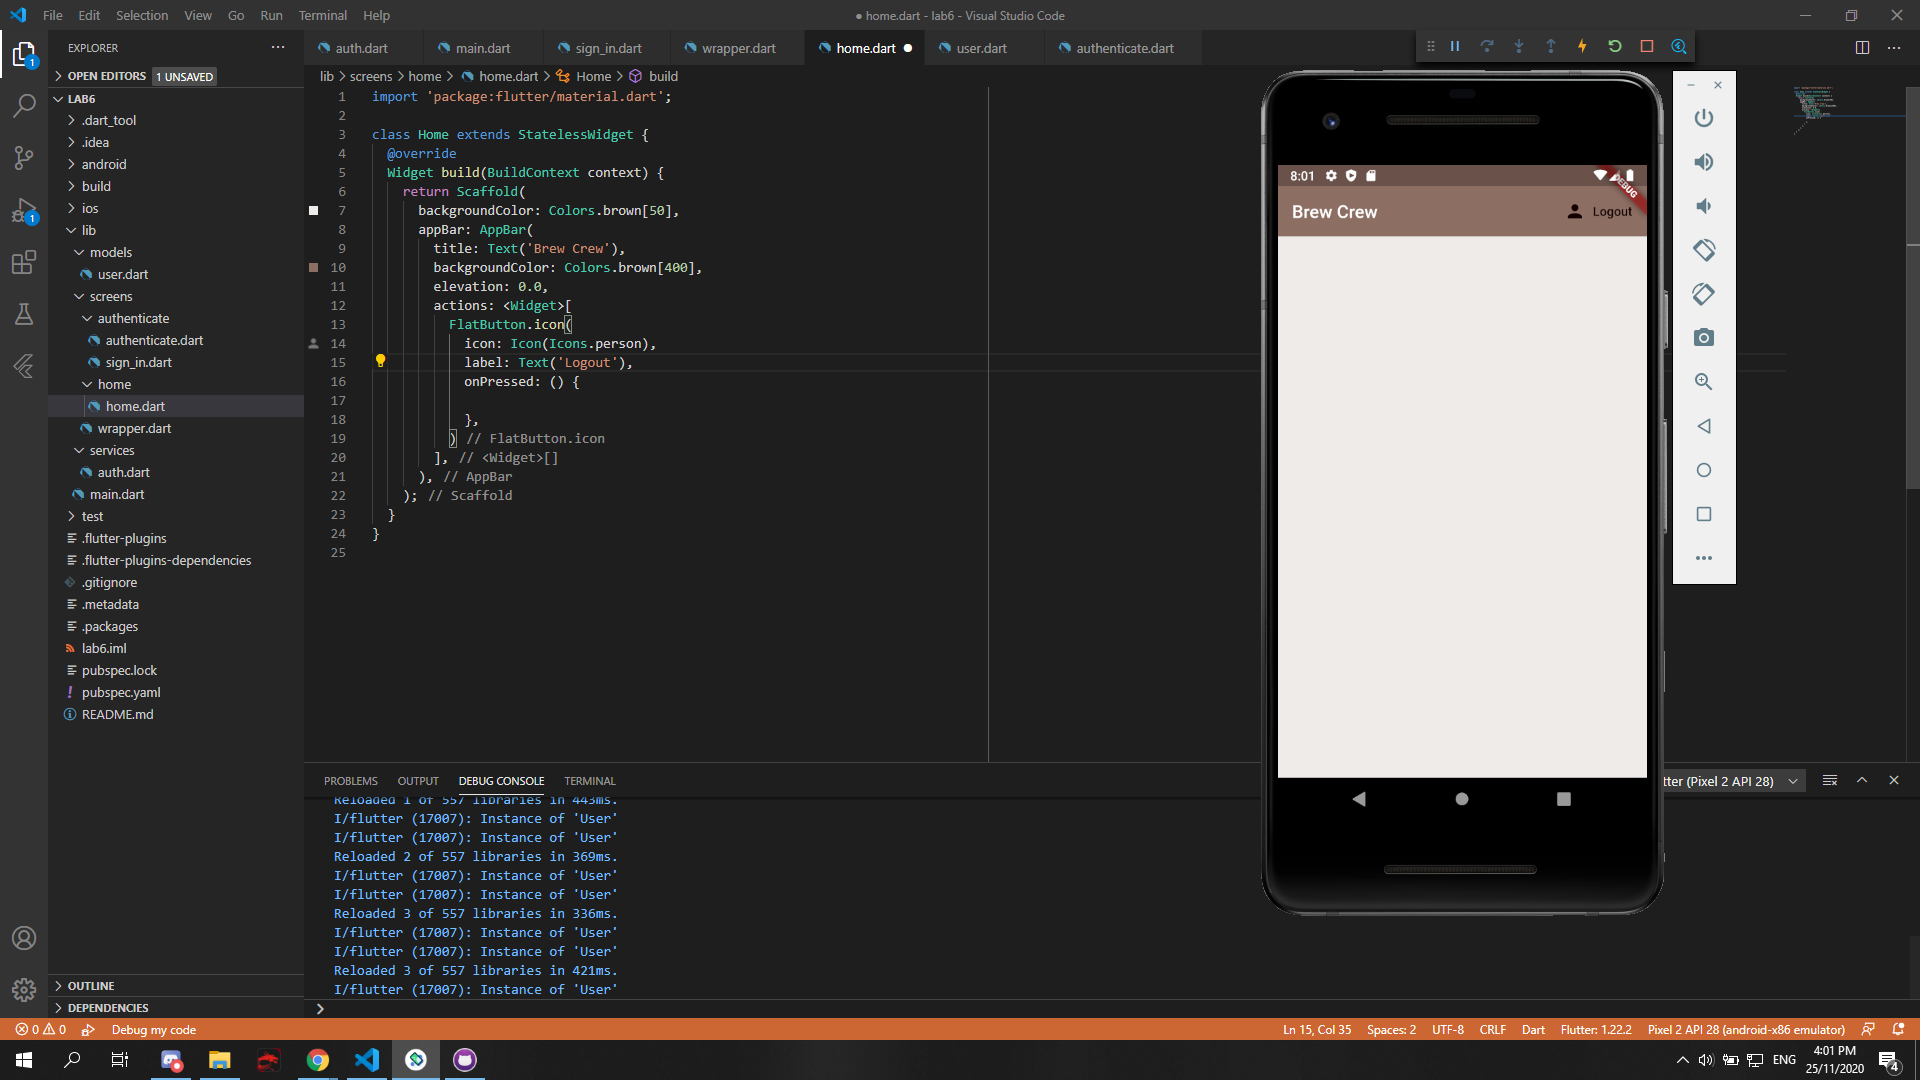 File Edit Selection View Go Run Terminal Help
● home.dart - lab6 - Visual Studio Code
EXPLORER
OPEN EDITORS 1 UNSAVED
LAB6
.dart_tool
.idea
android
build
ios
lib
models
user.dart
screens
authenticate
authenticate.dart
sign_in.dart
home
home.dart
wrapper.dart
services
auth.dart
main.dart
test
.flutter-plugins
.flutter-plugins-dependencies
.gitignore
.metadata
.packages
lab6.iml
pubspec.lock
pubspec.yaml
README.md
OUTLINE
DEPENDENCIES
auth.dart main.dart sign_in.dart wrapper.dart home.dart ● user.dart authenticate.dart
lib > screens > home > home.dart > Home > build
1 import 'package:flutter/material.dart';
2
3 class Home extends StatelessWidget {
4 @override
5 Widget build(BuildContext context) {
6 return Scaffold(
7 backgroundColor: Colors.brown[50],
8 appBar: AppBar(
9 title: Text('Brew Crew'),
10 backgroundColor: Colors.brown[400],
11 elevation: 0.0,
12 actions: <Widget>[
13 FlatButton.icon(
14 icon: Icon(Icons.person),
15 label: Text('Logout'),
16 onPressed: () {
17
18 },
19 ) // FlatButton.icon
20 ], // <Widget>[]
21 ), // AppBar
22 ); // Scaffold
23 }
24 }
25
8:01
DEBUG
Brew Crew Logout
PROBLEMS OUTPUT DEBUG CONSOLE TERMINAL
tter (Pixel 2 API 28)
Reloaded 1 of 557 libraries in 443ms.
I/flutter (17007): Instance of 'User'
I/flutter (17007): Instance of 'User'
Reloaded 2 of 557 libraries in 369ms.
I/flutter (17007): Instance of 'User'
I/flutter (17007): Instance of 'User'
Reloaded 3 of 557 libraries in 336ms.
I/flutter (17007): Instance of 'User'
I/flutter (17007): Instance of 'User'
Reloaded 3 of 557 libraries in 421ms.
I/flutter (17007): Instance of 'User'
1
1
0 0 Debug my code
Ln 15, Col 35 Spaces: 2 UTF-8 CRLF Dart Flutter: 1.22.2 Pixel 2 API 28 (android-x86 emulator)
ENG
4:01 PM
25/11/2020
4